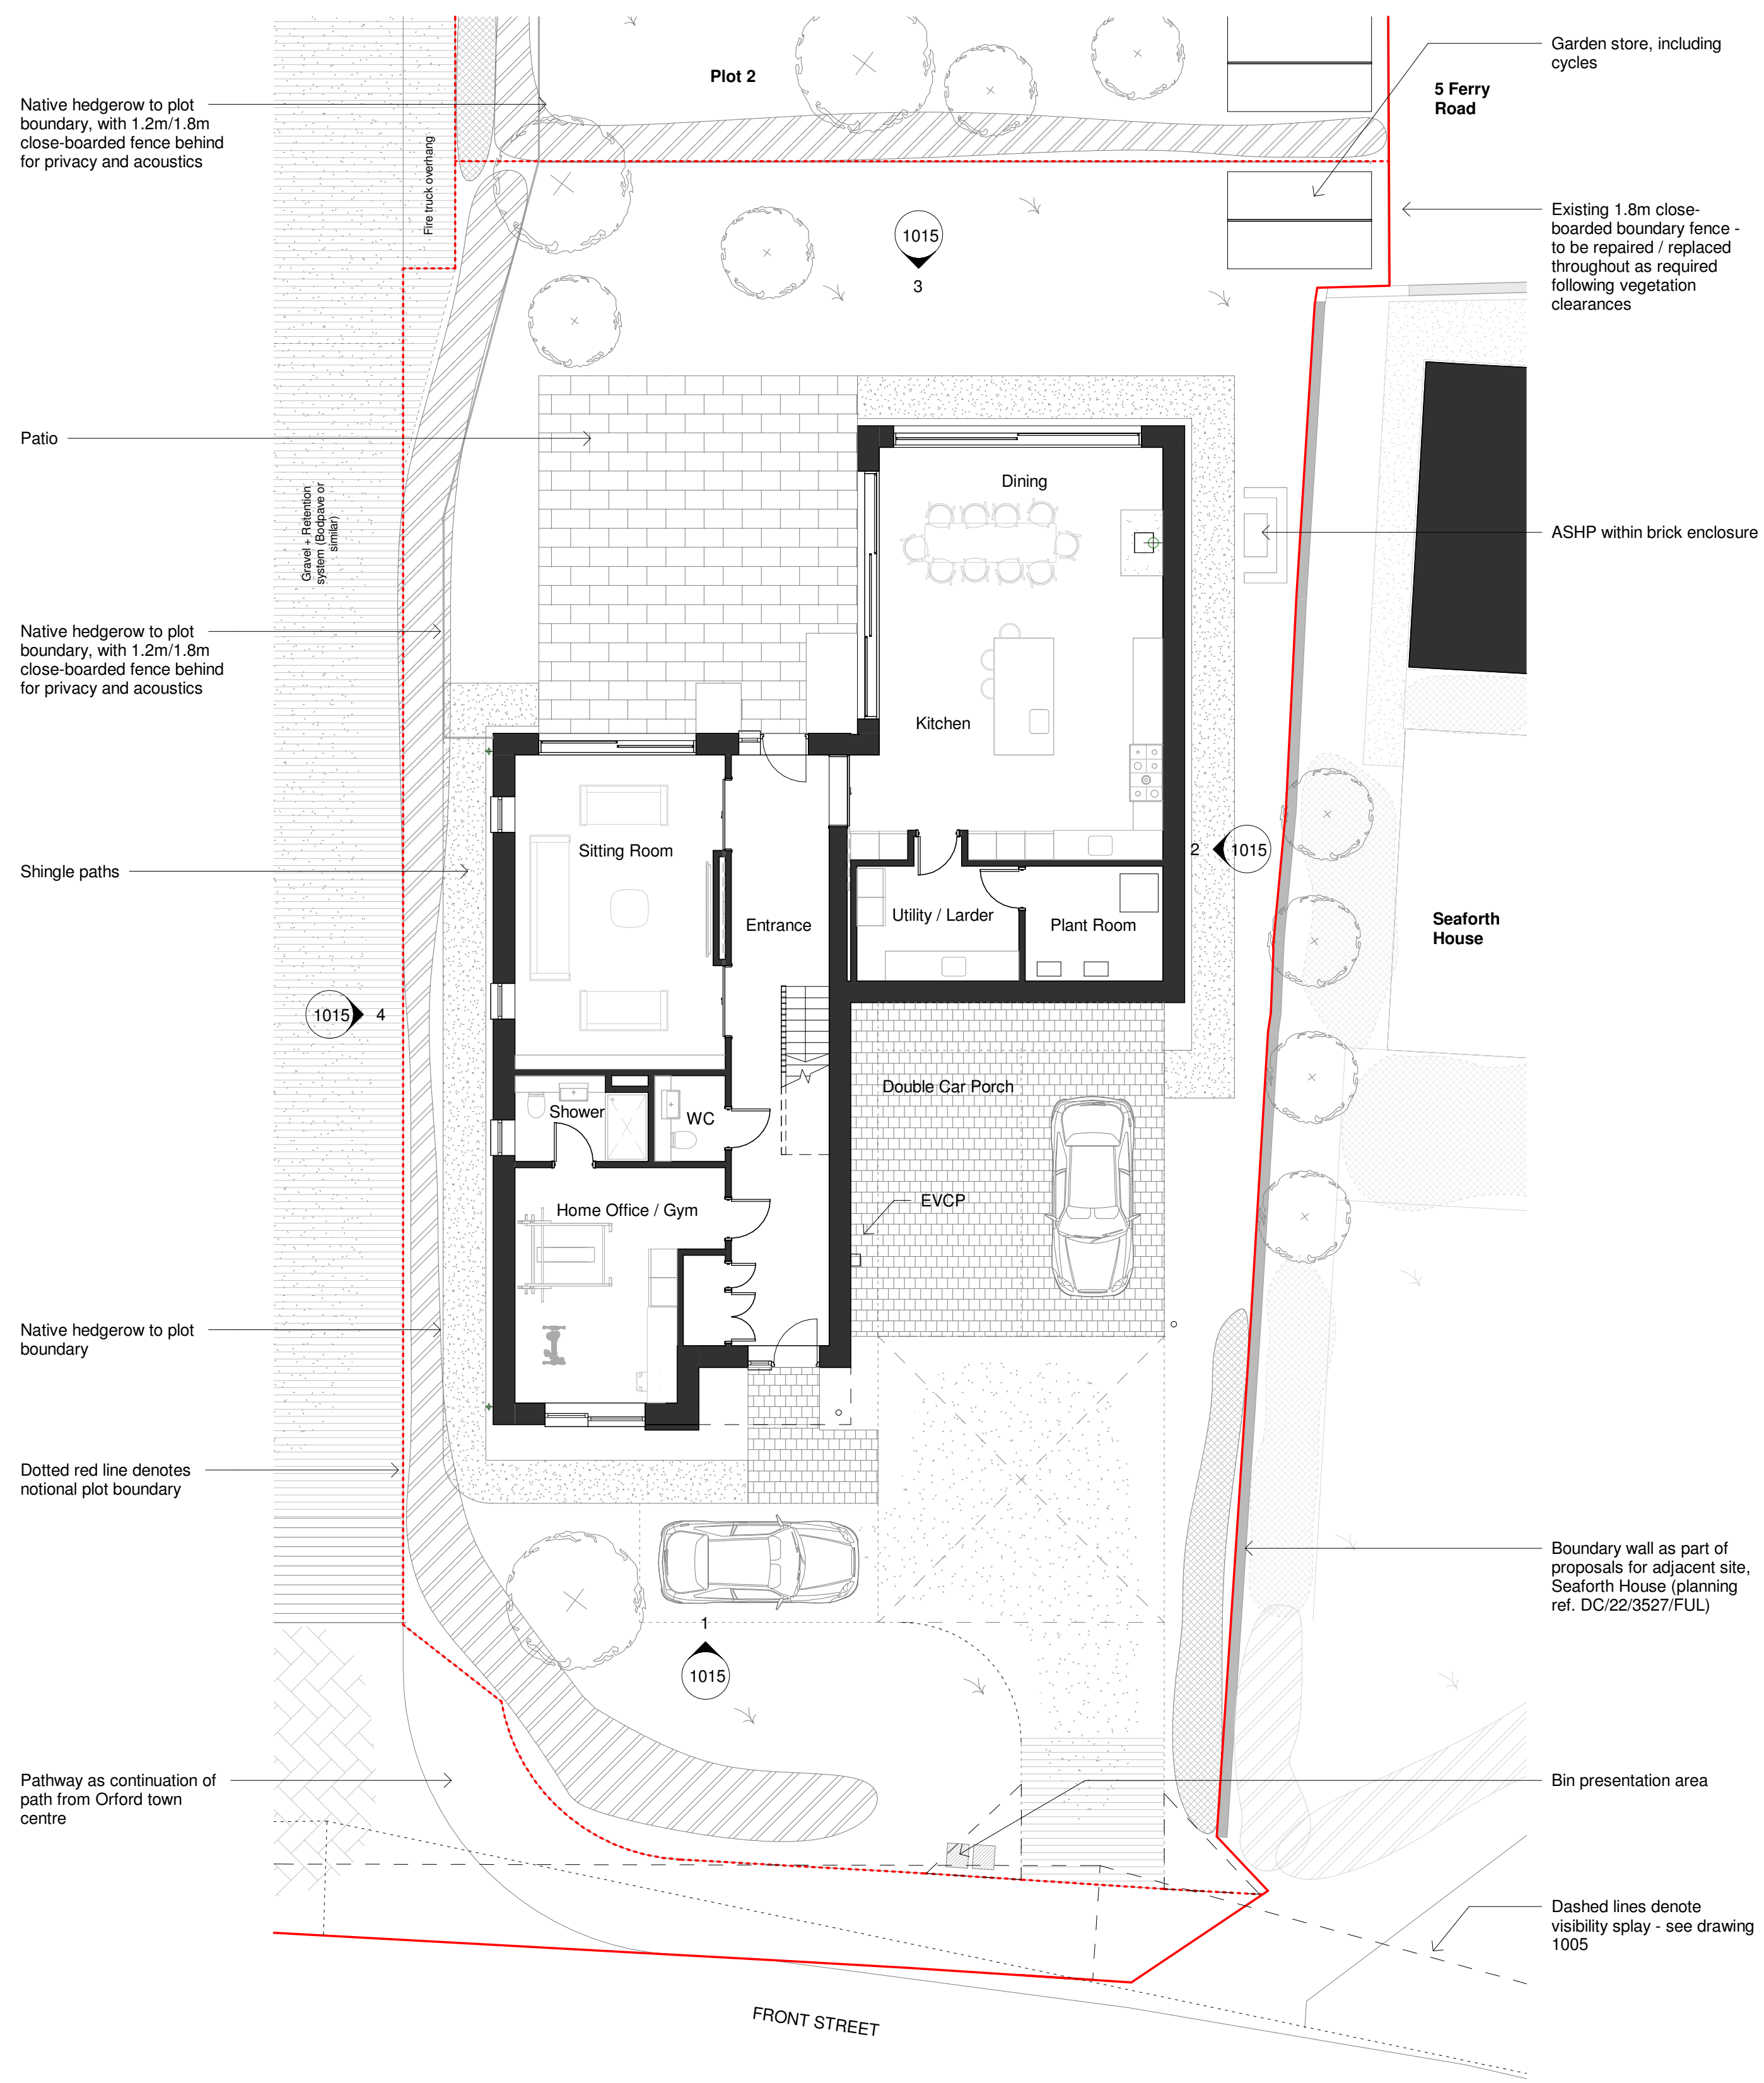 Garden store, including
cycles
Plot 2
5 Ferry
Road
Native hedgerow to plot
boundary, with 1.2m/1.8m
close-boarded fence behind
for privacy and acoustics
Fire truck overhang
Existing 1.8m close-
boarded boundary fence -
to be repaired / replaced
throughout as required
following vegetation
clearances
1015
3
Patio
Dining
Gravel + Retention
system (Bodpave or
similar)
ASHP within brick enclosure
Native hedgerow to plot
boundary, with 1.2m/1.8m
close-boarded fence behind
for privacy and acoustics
Kitchen
Sitting Room
2
1015
Shingle paths
Utility / Larder
Entrance
Plant Room
Seaforth
House
1015
4
Double Car Porch
Shower
WC
EVCP
Home Office / Gym
Native hedgerow to plot
boundary
Dotted red line denotes
notional plot boundary
Boundary wall as part of
proposals for adjacent site,
Seaforth House (planning
ref. DC/22/3527/FUL)
1
1015
Pathway as continuation of
path from Orford town
centre
Bin presentation area
Dashed lines denote
visibility splay - see drawing
1005
FRONT STREET